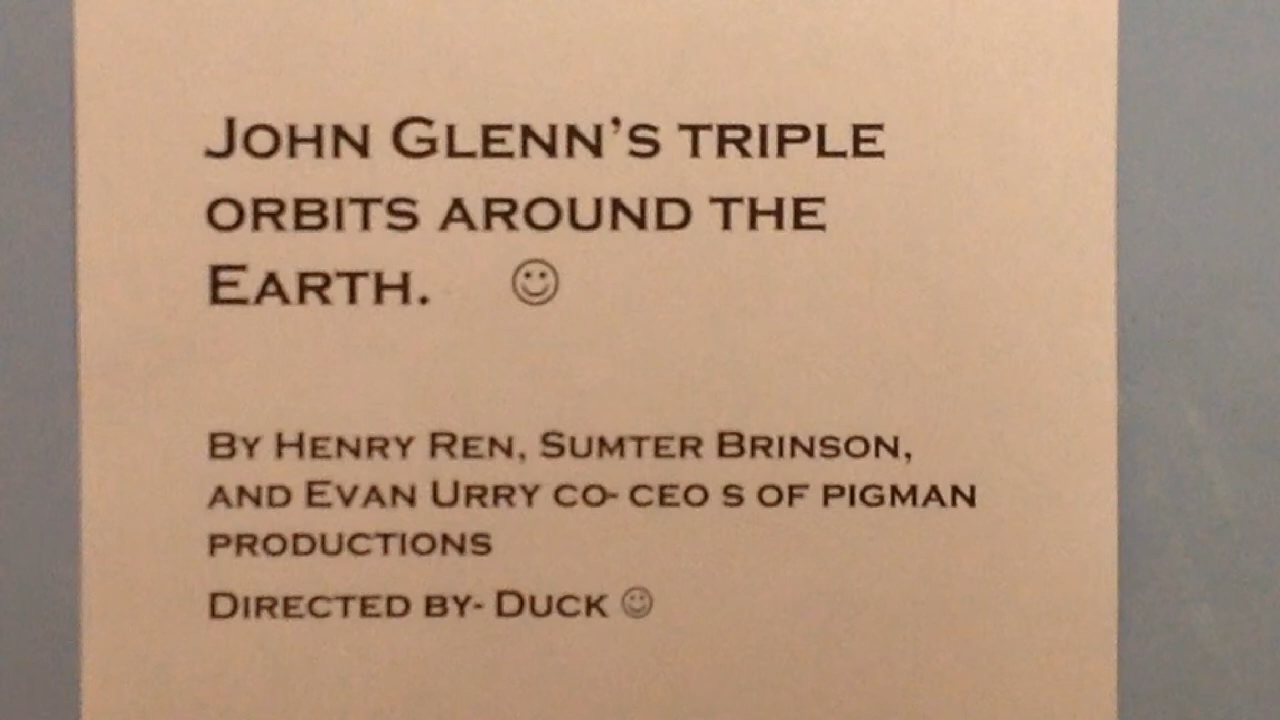 John Glenn's triple
orbits around the
Earth. ☺
By Henry Ren, Sumter Brinson,
and Evan Urry co- ceo s of pigman
productions
Directed by- Duck ☺